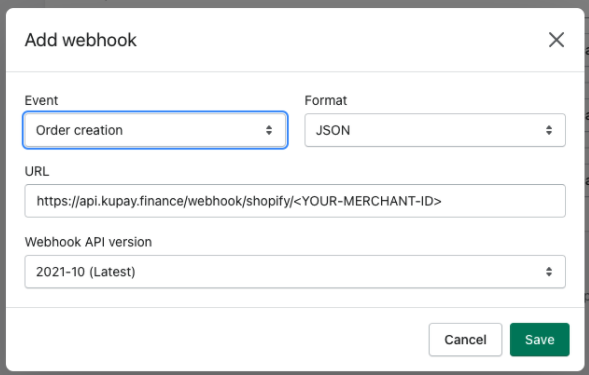 Add webhook
Event
Format
Order creation
JSON
URL
https://api.kupay.finance/webhook/shopify/<YOUR-MERCHANT-ID>
Webhook API version
2021-10 (Latest)
Cancel
Save